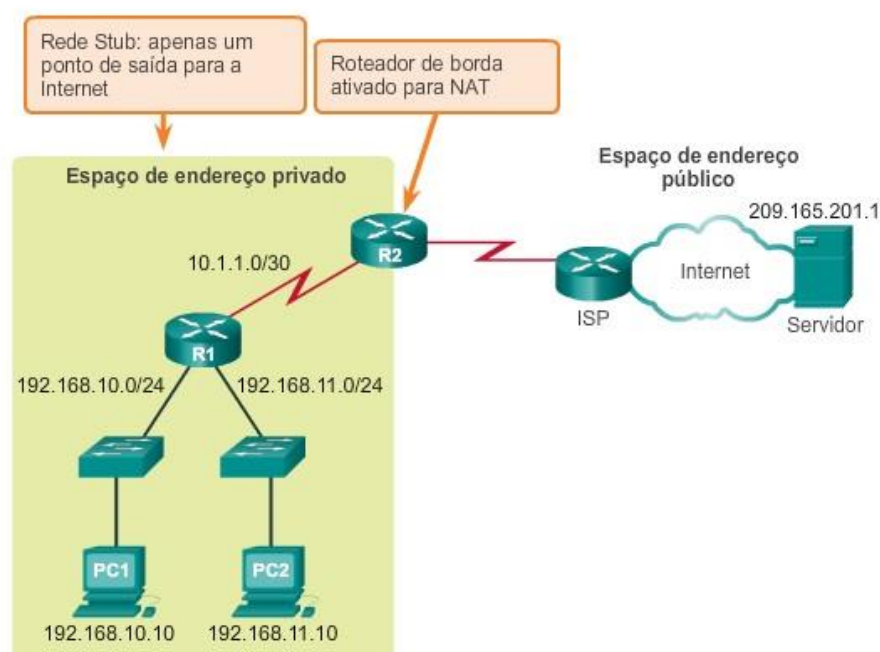 Rede Stub: apenas um
ponto de saída para a
Internet
Roteador de borda
ativado para NAT
Espaço de endereço privado
Espaço de endereço
público
209.165.201.1
10.1.1.0/30
R2
Internet
ISP
Servidor
R1
192.168.10.0/24
192.168.11.0/24
PC1
PC2
192.168.10.10
192.168.11.10